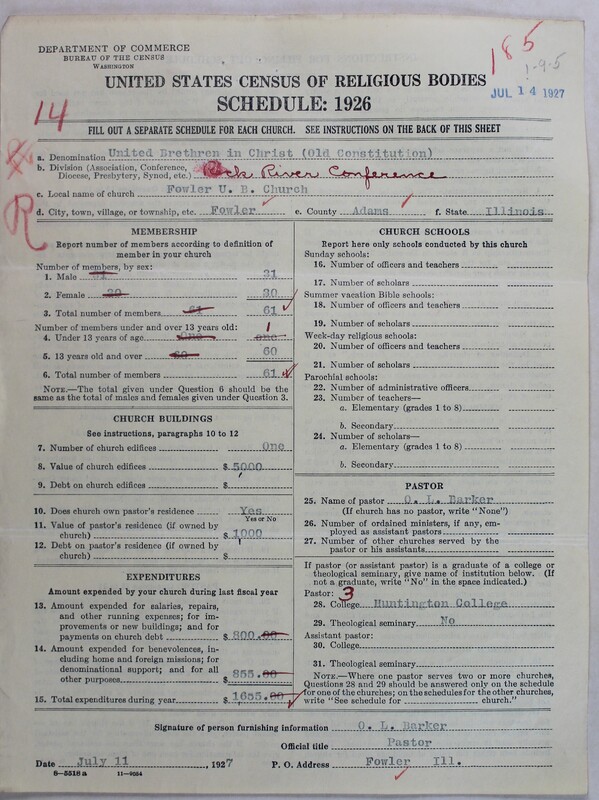 DEPARTMENT OF COMMERCE
BUREAU OF THE CENSUS
WASHINGTON
185
1-9-5
JUL 14 1927
UNITED STATES CENSUS OF RELIGIOUS BODIES
SCHEDULE: 1926
14
FILL OUT A SEPARATE SCHEDULE FOR EACH CHURCH. SEE INSTRUCTIONS ON THE BACK OF THIS SHEET
R
a. Denomination United Brethren in Christ (Old Constitution)
b. Division (Association, Conference, Diocese, Presbytery, Synod, etc.) Rock River Conference
c. Local name of church Fowler U. B. Church
d. City, town, village, or township, etc. Fowler e. County Adams f. State Illinois
MEMBERSHIP
Report number of members according to definition of
member in your church
Number of members, by sex:
1. Male 31 31
2. Female 30 30
3. Total number of members 61 61
Number of members under and over 13 years old:
4. Under 13 years of age One One 1
5. 13 years old and over 60 60
6. Total number of members 61
NOTE.—The total given under Question 6 should be
same as the total of males and females given under Question 3.
CHURCH BUILDINGS
See instructions, paragraphs 10 to 12
7. Number of church edifices One
8. Value of church edifices $ 5000
9. Debt on church edifices $
10. Does church own pastor's residence Yes
Yes or No
11. Value of pastor's residence (if owned by
church) $ 1000
12. Debt on pastor's residence (if owned by
church) $
EXPENDITURES
Amount expended by your church during last fiscal year
13. Amount expended for salaries, repairs,
and other running expenses; for im-
provements or new buildings; and for
payments on church debt $ 800.00
14. Amount expended for benevolences, in-
cluding home and foreign missions; for
denominational support; and for all
other purposes $ 855.00
15. Total expenditures during year $ 1655.00
CHURCH SCHOOLS
Report here only schools conducted by this church
Sunday schools:
16. Number of officers and teachers
17. Number of scholars
Summer vacation Bible schools:
18. Number of officers and teachers
19. Number of scholars
Week-day religious schools:
20. Number of officers and teachers
21. Number of scholars
Parochial schools:
22. Number of administrative officers
23. Number of teachers—
a. Elementary (grades 1 to 8)
b. Secondary
24. Number of scholars—
a. Elementary (grades 1 to 8)
b. Secondary
PASTOR
25. Name of pastor O. L. Barker
(If church has no pastor, write "None")
26. Number of ordained ministers, if any, em-
ployed as assistant pastors
27. Number of other churches served by the
pastor or his assistants
If pastor (or assistant pastor) is a graduate of a college or
theological seminary, give name of institution below. (If
not a graduate, write "No" in the space indicated.)
Pastor: 3
28. College Huntington College
29. Theological seminary No
Assistant pastor:
30. College
31. Theological seminary
NOTE.—Where one pastor serves two or more churches,
Questions 28 and 29 should be answered only on the schedule
for one of the churches; on the schedules for the other churches,
write "See schedule for church."
Signature of person furnishing information O. L. Barker
Official title Pastor
Date July 11, 1927 P. O. Address Fowler Ill.
8-5518 a 11-9034